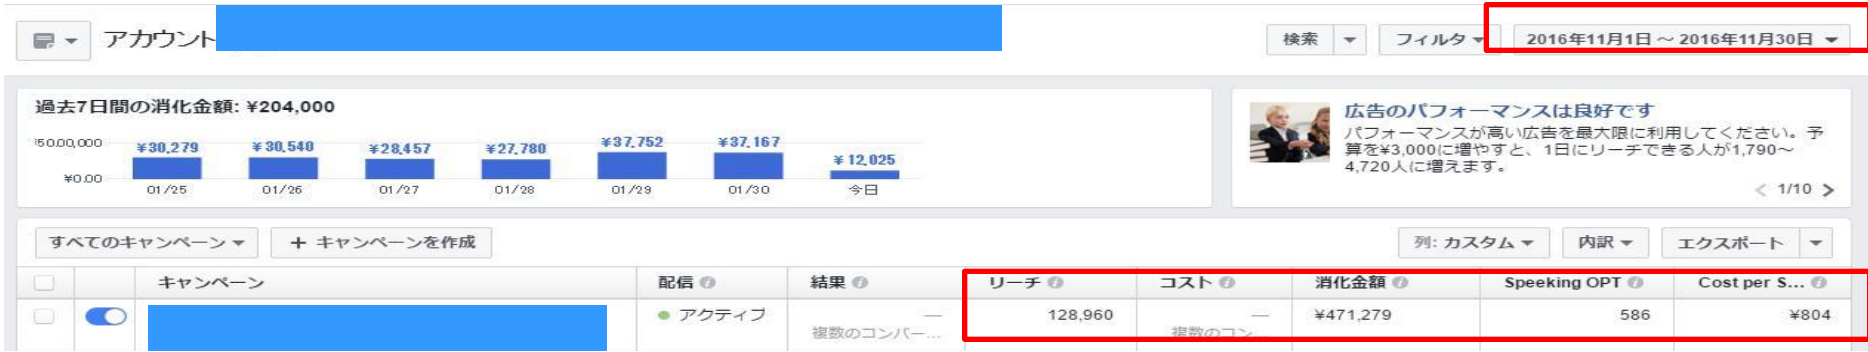 アカウント
検索
フィルタ
2016年11月1日 ~ 2016年11月30日
過去7日間の消化金額: ¥204,000
¥30,279
¥30,540
¥28,457
¥27,780
¥37,752
¥37,167
¥12,025
¥0.00
01/25
01/26
01/27
01/28
01/29
01/30
今日
広告のパフォーマンスは良好です
パフォーマンスが高い広告を最大限に利用してください。予
算を¥3,000に増やすと、1日にリーチできる人が1,790〜
4,720人に増えます。
1/10
すべてのキャンペーン
+ キャンペーンを作成
列: カスタム
内訳
エクスポート
キャンペーン
配信
結果
リーチ
コスト
消化金額
Speeking OPT
Cost per S...
アクティブ
—
複数のコンバー...
128,960
—
複数のコン...
¥471,279
586
¥804